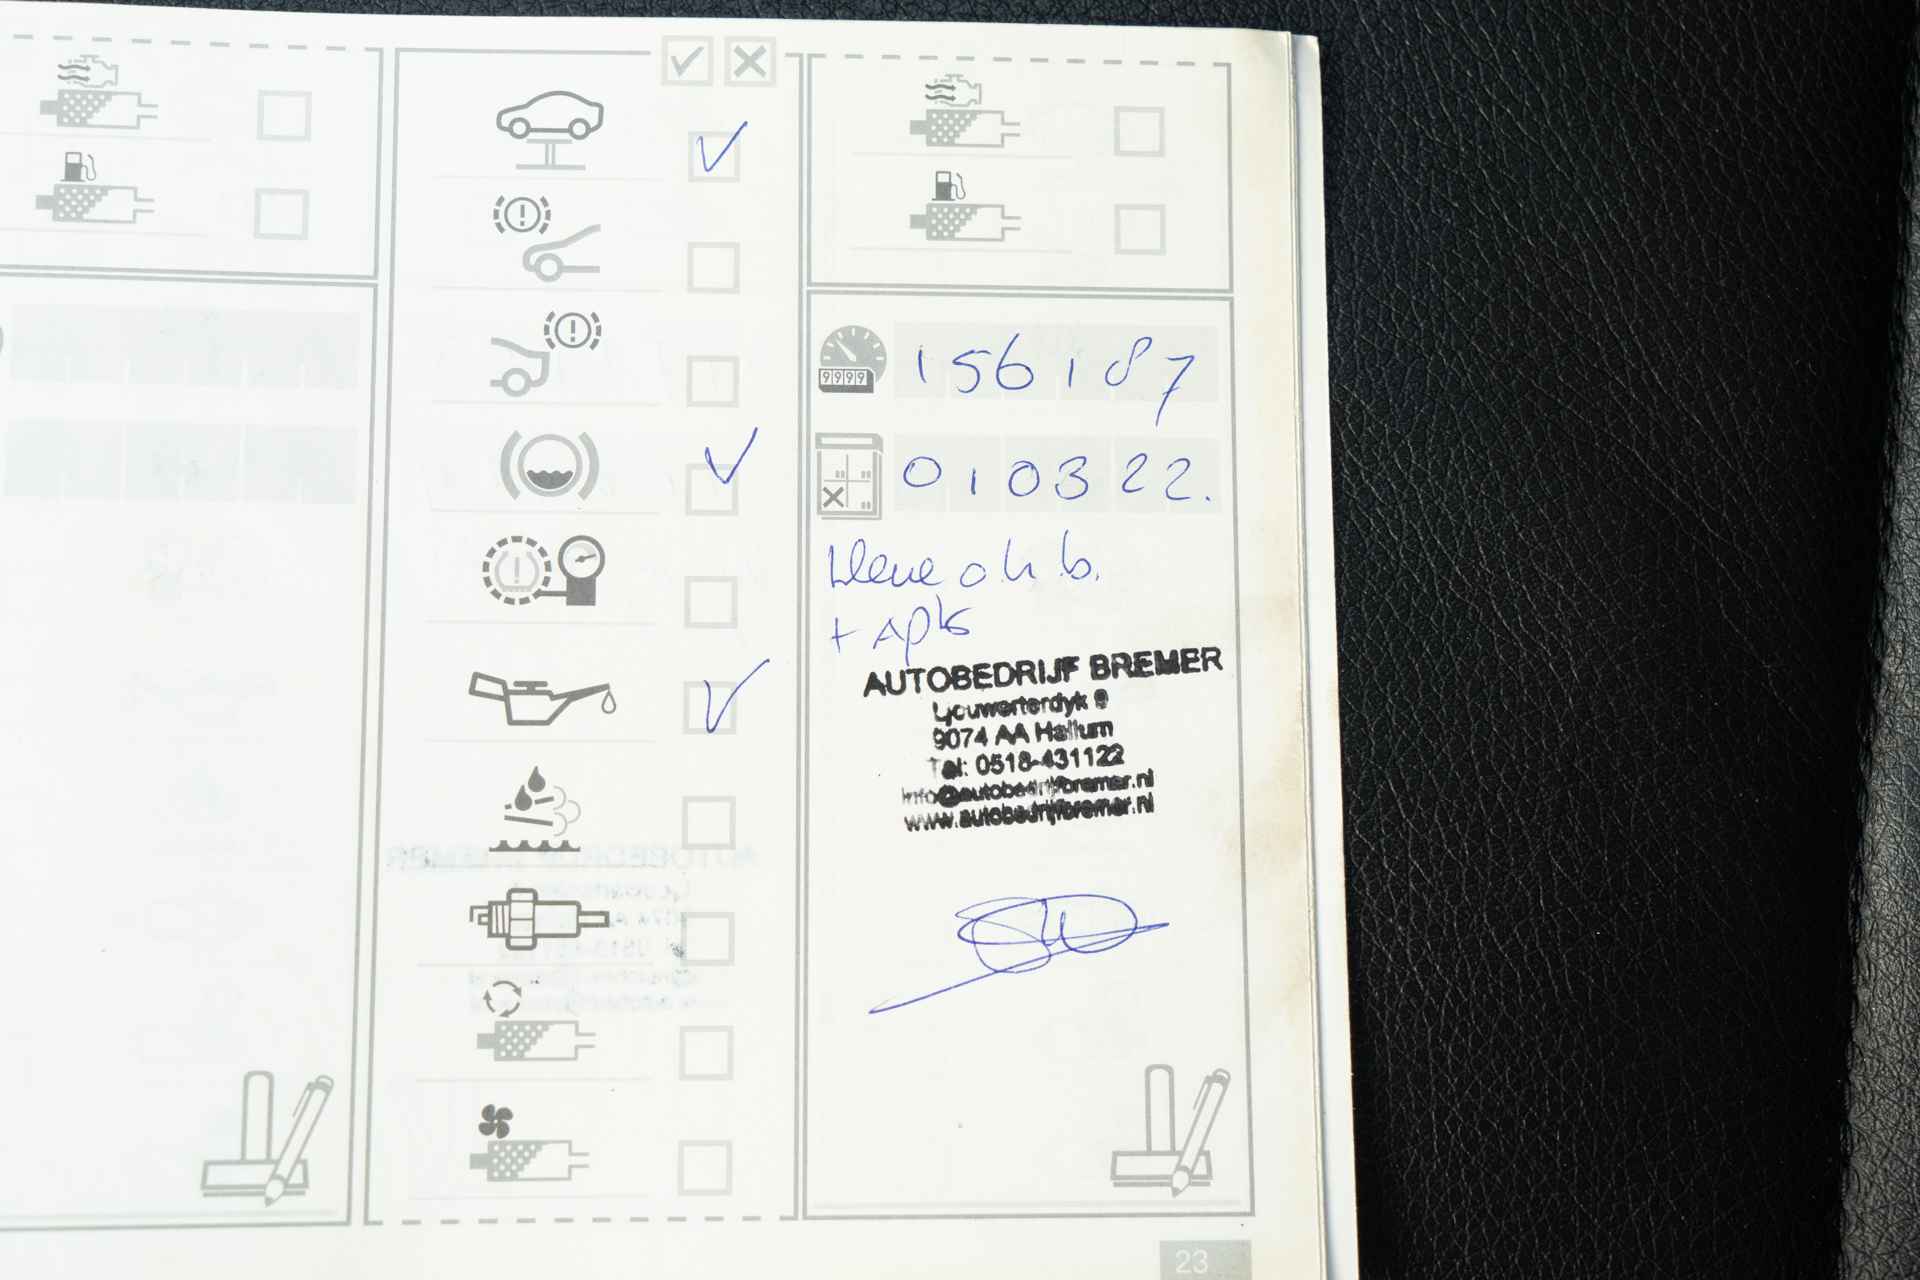 9999
156187
010322.
kleine o.h.b.
+ apk
AUTOBEDRIJF BREMER
Ljouwerterdyk 9
9074 AA Hallum
Tel: 0518-431122
info@autobedrijfbremer.nl
www.autobedrijfbremer.nl
23